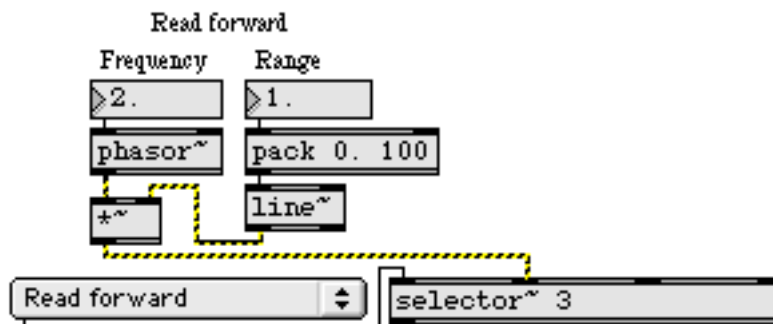 Read forward
Frequency Range
2. 1.
phasor~ pack 0. 100
*~ line~
Read forward selector~ 3